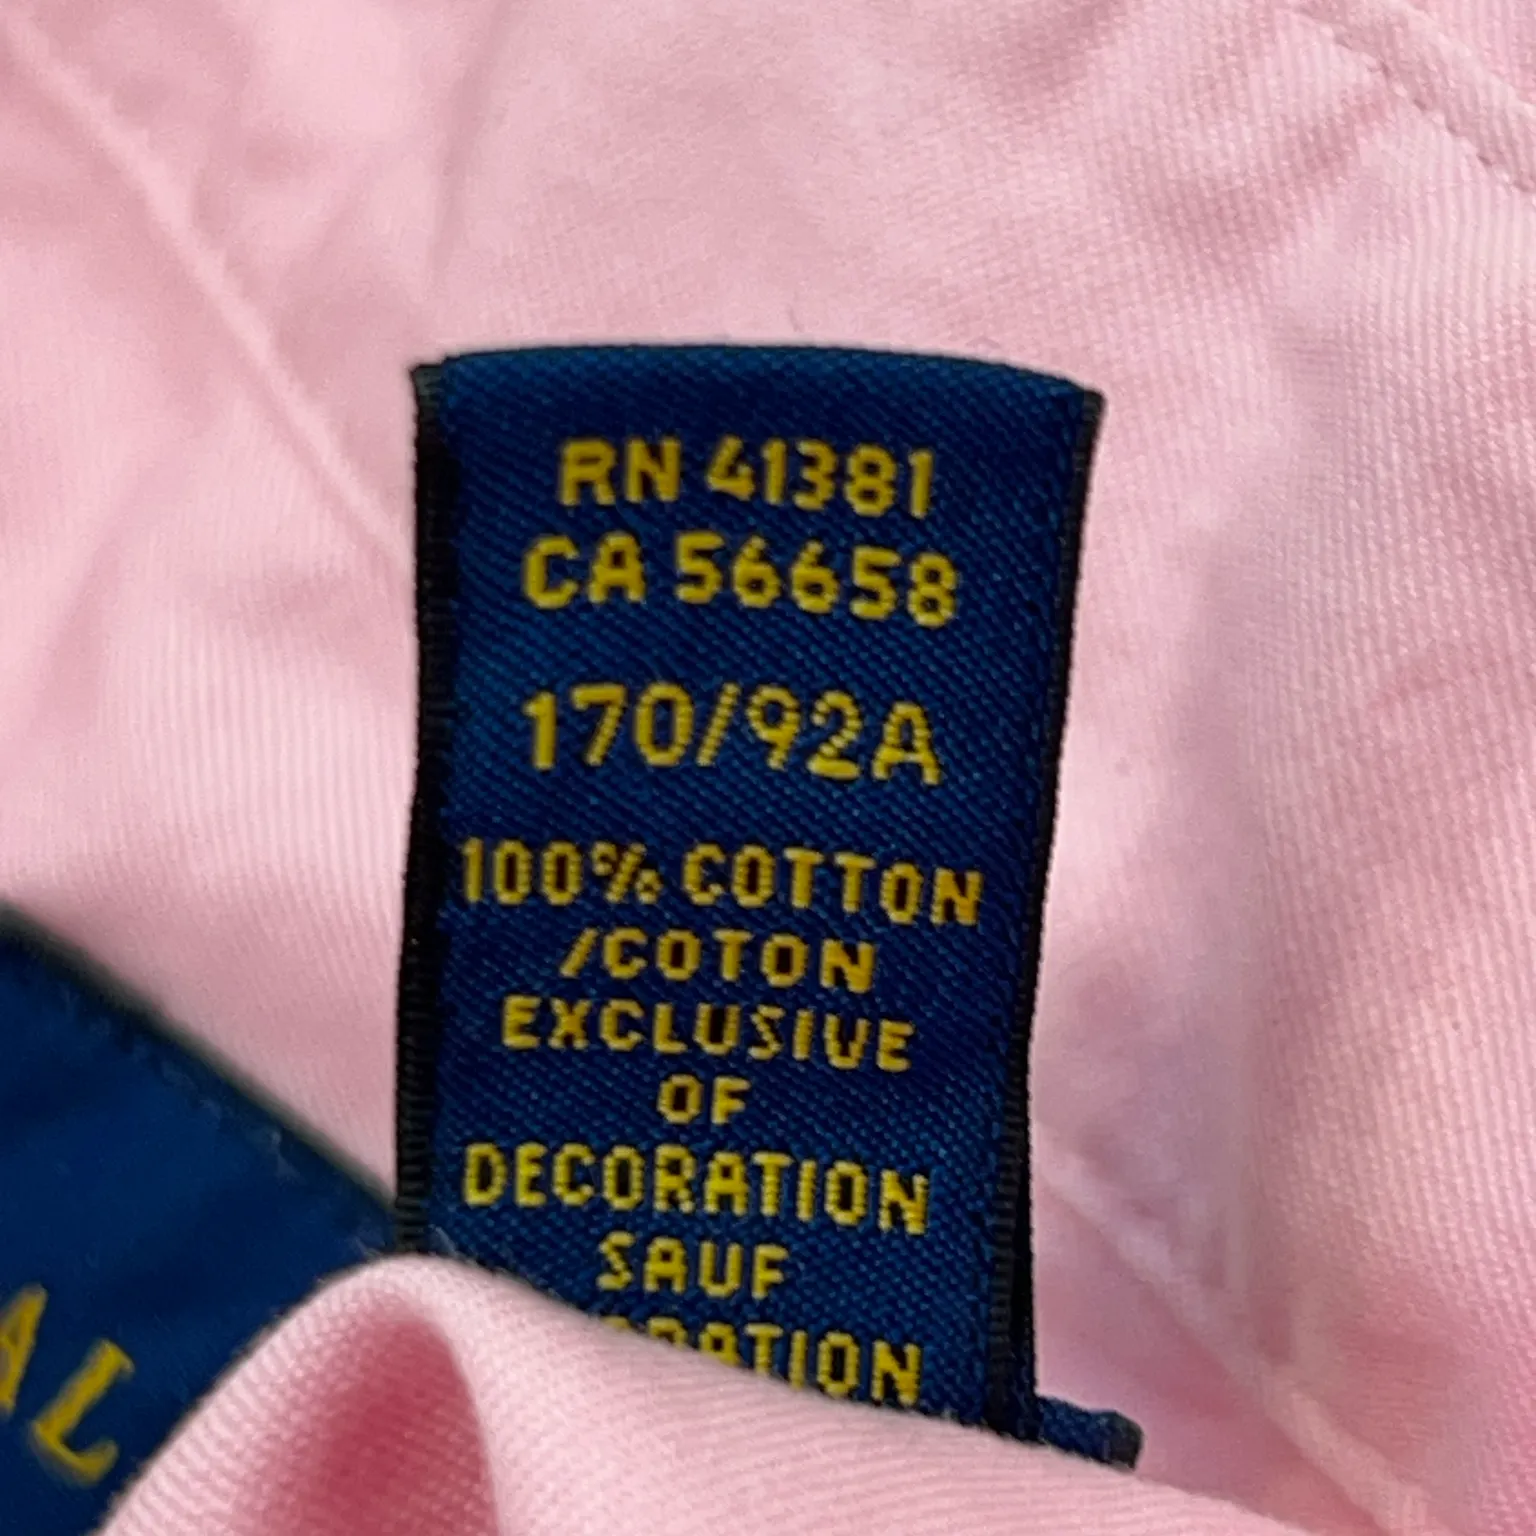 RN 41381
CA 56658
170/92A
100% COTTON
/COTON
EXCLUSIVE
OF
DECORATION
SAUF